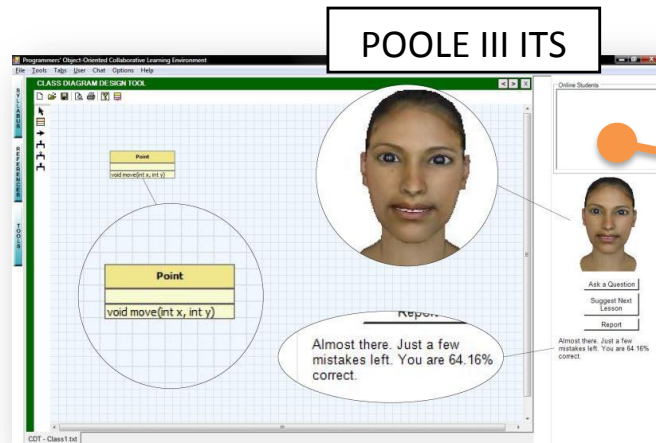 POOLE III ITS
Programmers' Object-Oriented Collaborative Learning Environment
File Tools Tabs User Chat Options Help
CLASS DIAGRAM DESIGN TOOL
SYLLABUS
REFERENCES
TOOLS
Point
void move(int x, int y)
Point
void move(int x, int y)
Report
Almost there. Just a few
mistakes left. You are 64.16%
correct.
Online Students
Ask a Question
Suggest Next
Lesson
Report
Almost there. Just a few
mistakes left. You are 64.16%
correct.
CDT - Class1.txt